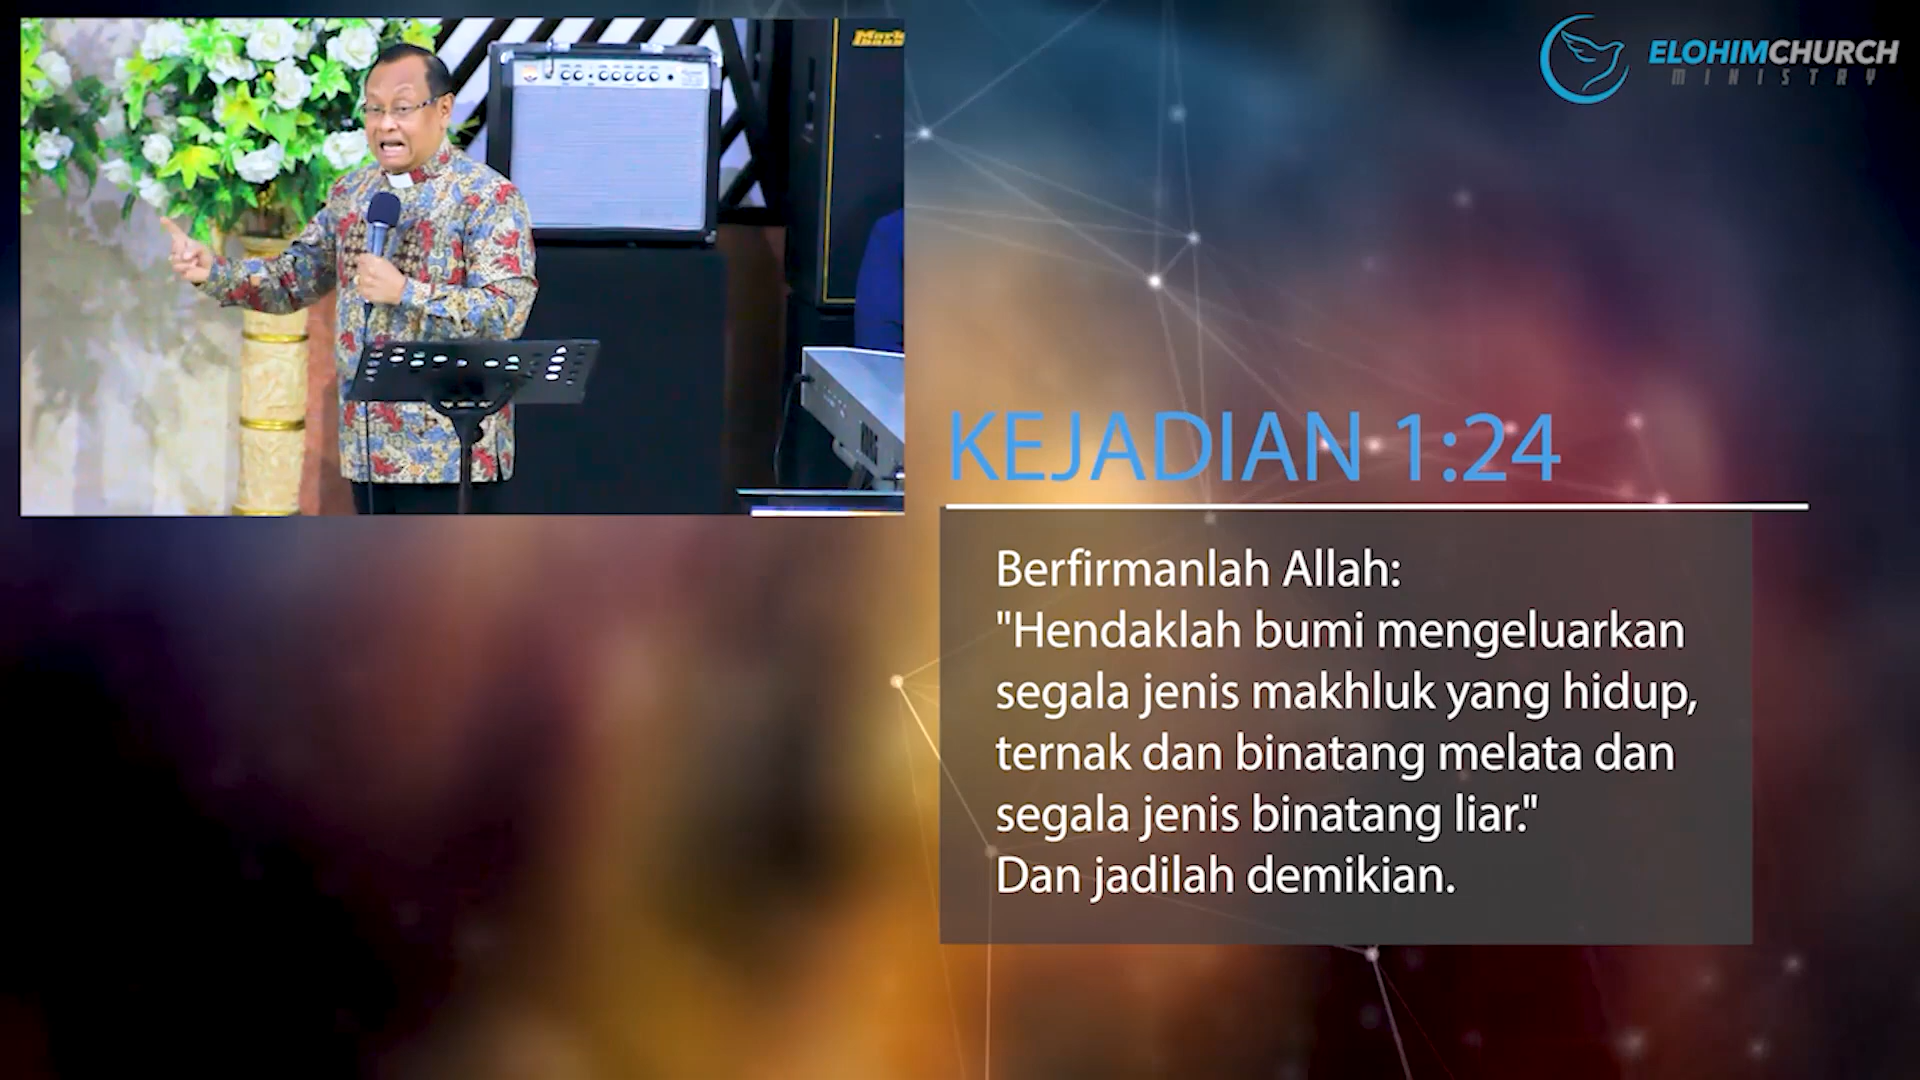 ELOHIMCHURCH
MINISTRY
KEJADIAN 1:24
Berfirmanlah Allah:
"Hendaklah bumi mengeluarkan
segala jenis makhluk yang hidup,
ternak dan binatang melata dan
segala jenis binatang liar."
Dan jadilah demikian.